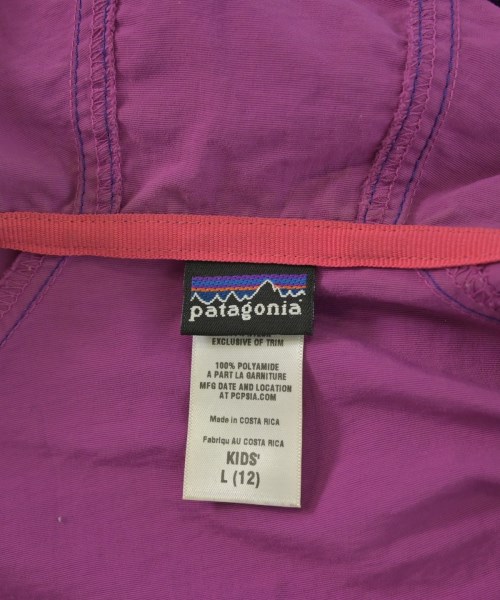 patagonia
EXCLUSIVE OF TRIM
100% POLYAMIDE
A PART LA GARNITURE
MFG DATE AND LOCATION
AT PCPSIA.COM
Made in COSTA RICA
Fabriqu AU COSTA RICA
KIDS'
L (12)